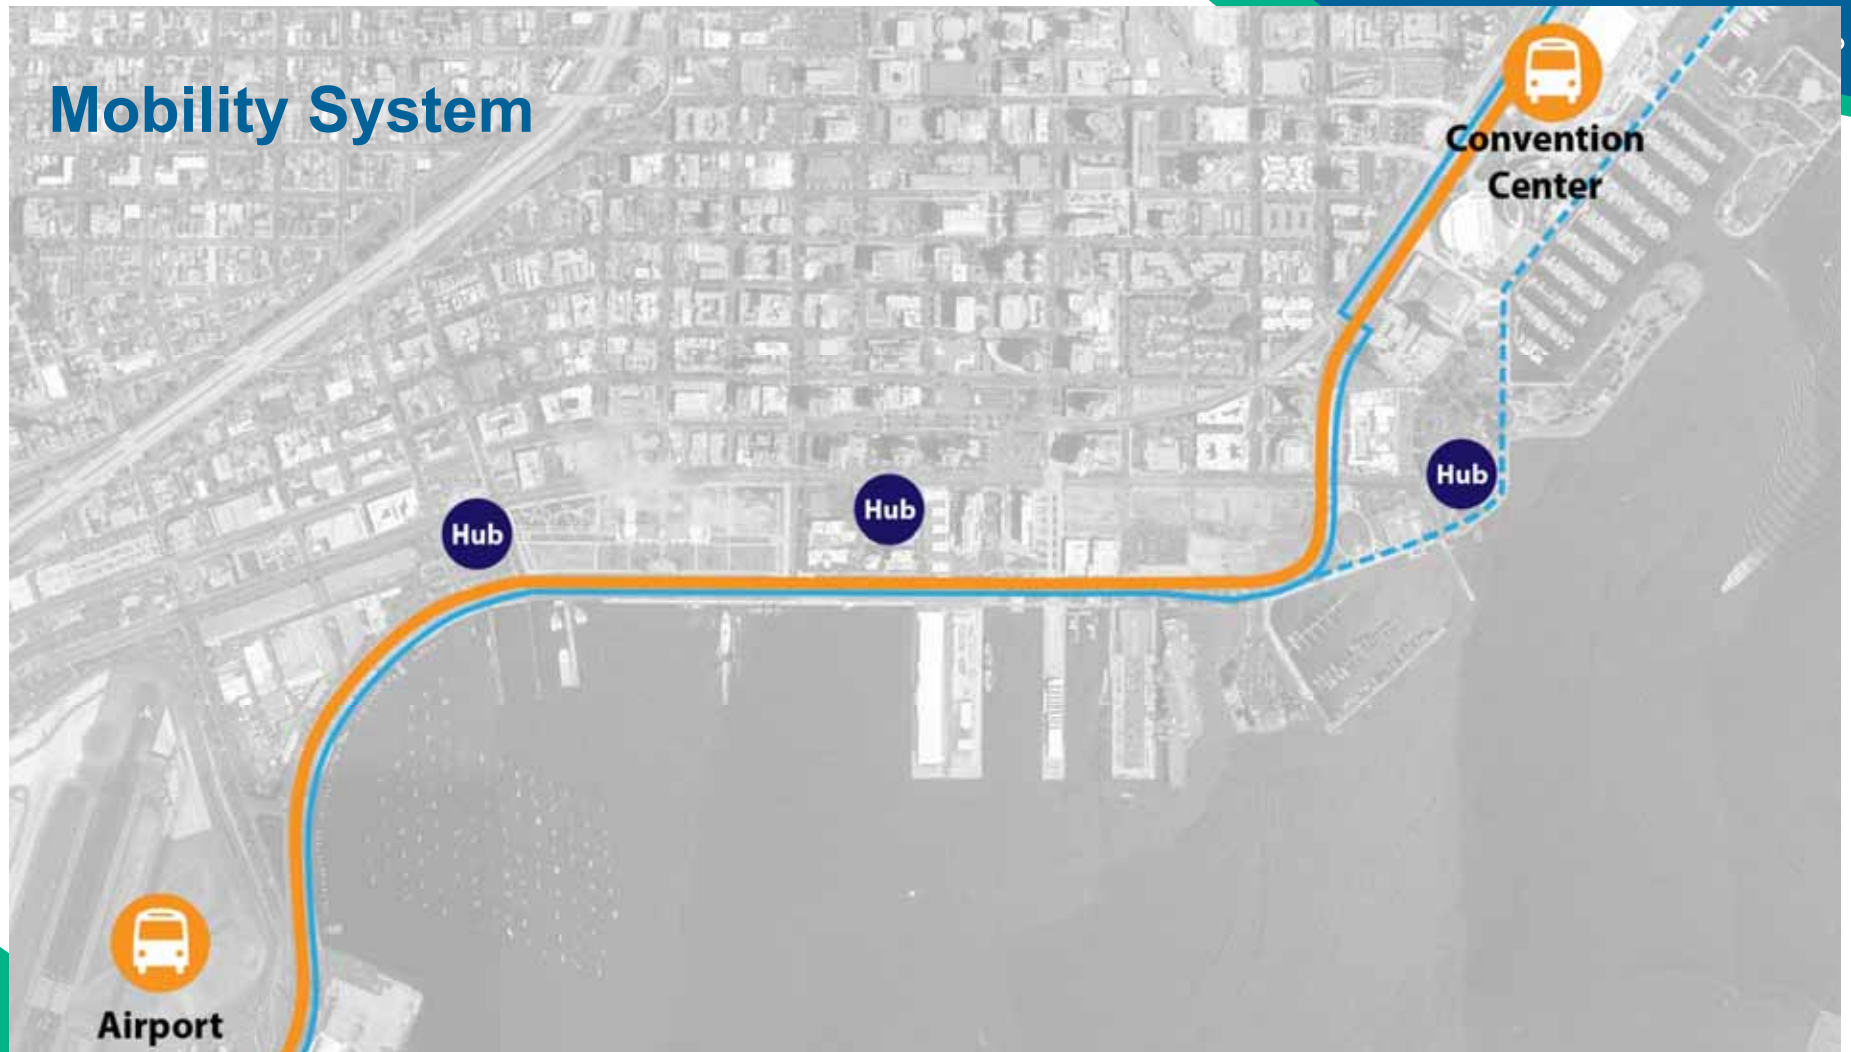 Mobility System
Convention
Center
Hub
Hub
Hub
Airport